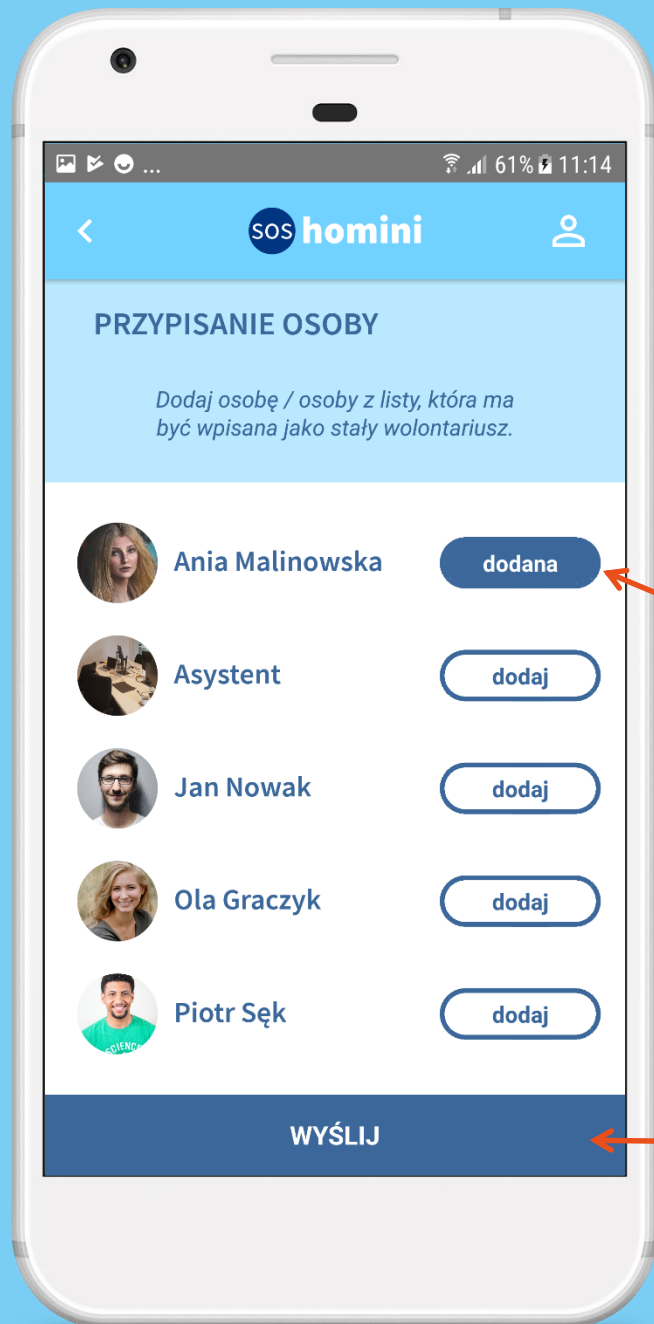 ... 61% 11:14
sos homini
PRZYPISANIE OSOBY
Dodaj osobę / osoby z listy, która ma
być wpisana jako stały wolontariusz.
Ania Malinowska dodana
Asystent dodaj
Jan Nowak dodaj
Ola Graczyk dodaj
Piotr Sęk dodaj
SCIENCE
WYŚLIJ